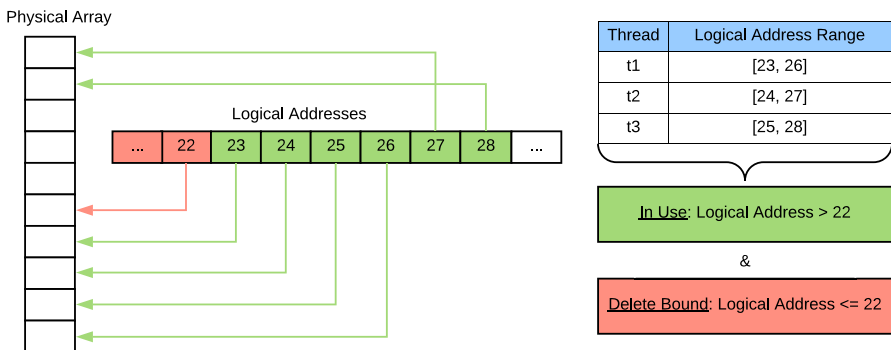 Physical Array
Logical Addresses
... 22 23 24 25 26 27 28 ...
Thread Logical Address Range
t1 [23, 26]
t2 [24, 27]
t3 [25, 28]
In Use: Logical Address > 22
&
Delete Bound: Logical Address <= 22